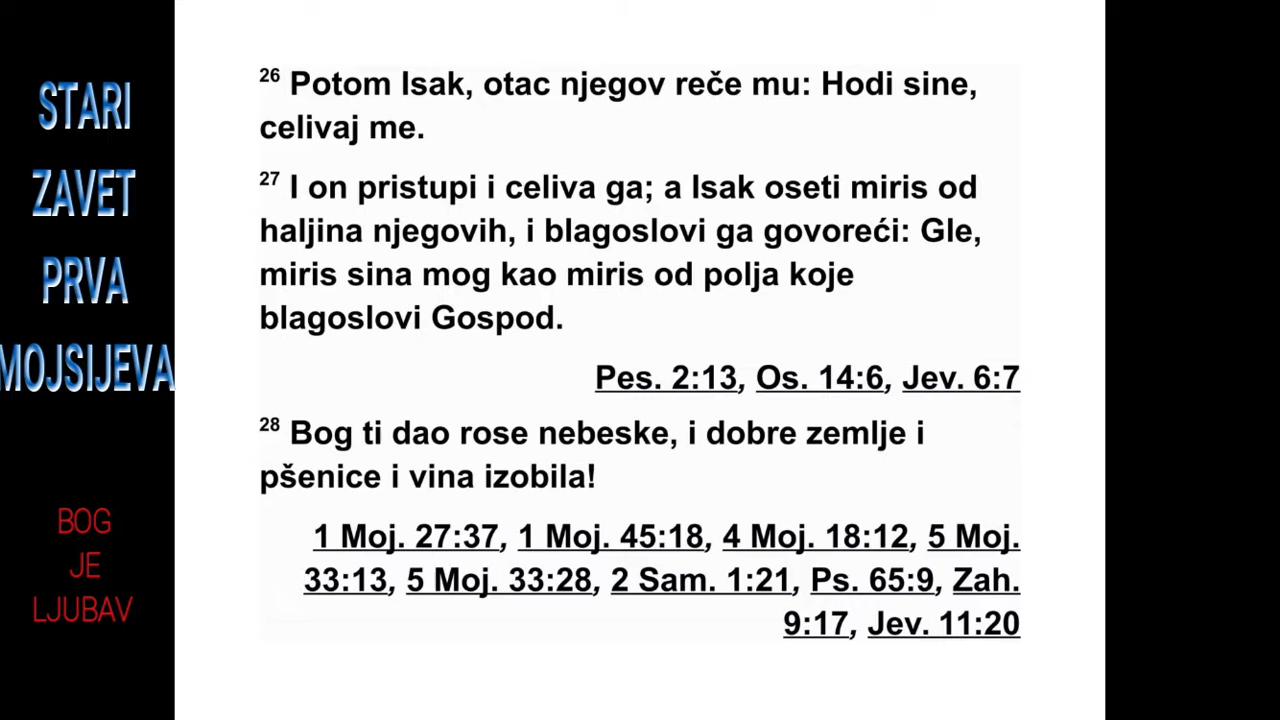 STARI
ZAVET
PRVA
MOJSIJEVA
BOG
JE
LJUBAV
26 Potom Isak, otac njegov reče mu: Hodi sine,
celivaj me.
27 I on pristupi i celiva ga; a Isak oseti miris od
haljina njegovih, i blagoslovi ga govoreći: Gle,
miris sina mog kao miris od polja koje
blagoslovi Gospod.
Pes. 2:13, Os. 14:6, Jev. 6:7
28 Bog ti dao rose nebeske, i dobre zemlje i
pšenice i vina izobila!
1 Moj. 27:37, 1 Moj. 45:18, 4 Moj. 18:12, 5 Moj.
33:13, 5 Moj. 33:28, 2 Sam. 1:21, Ps. 65:9, Zah.
9:17, Jev. 11:20